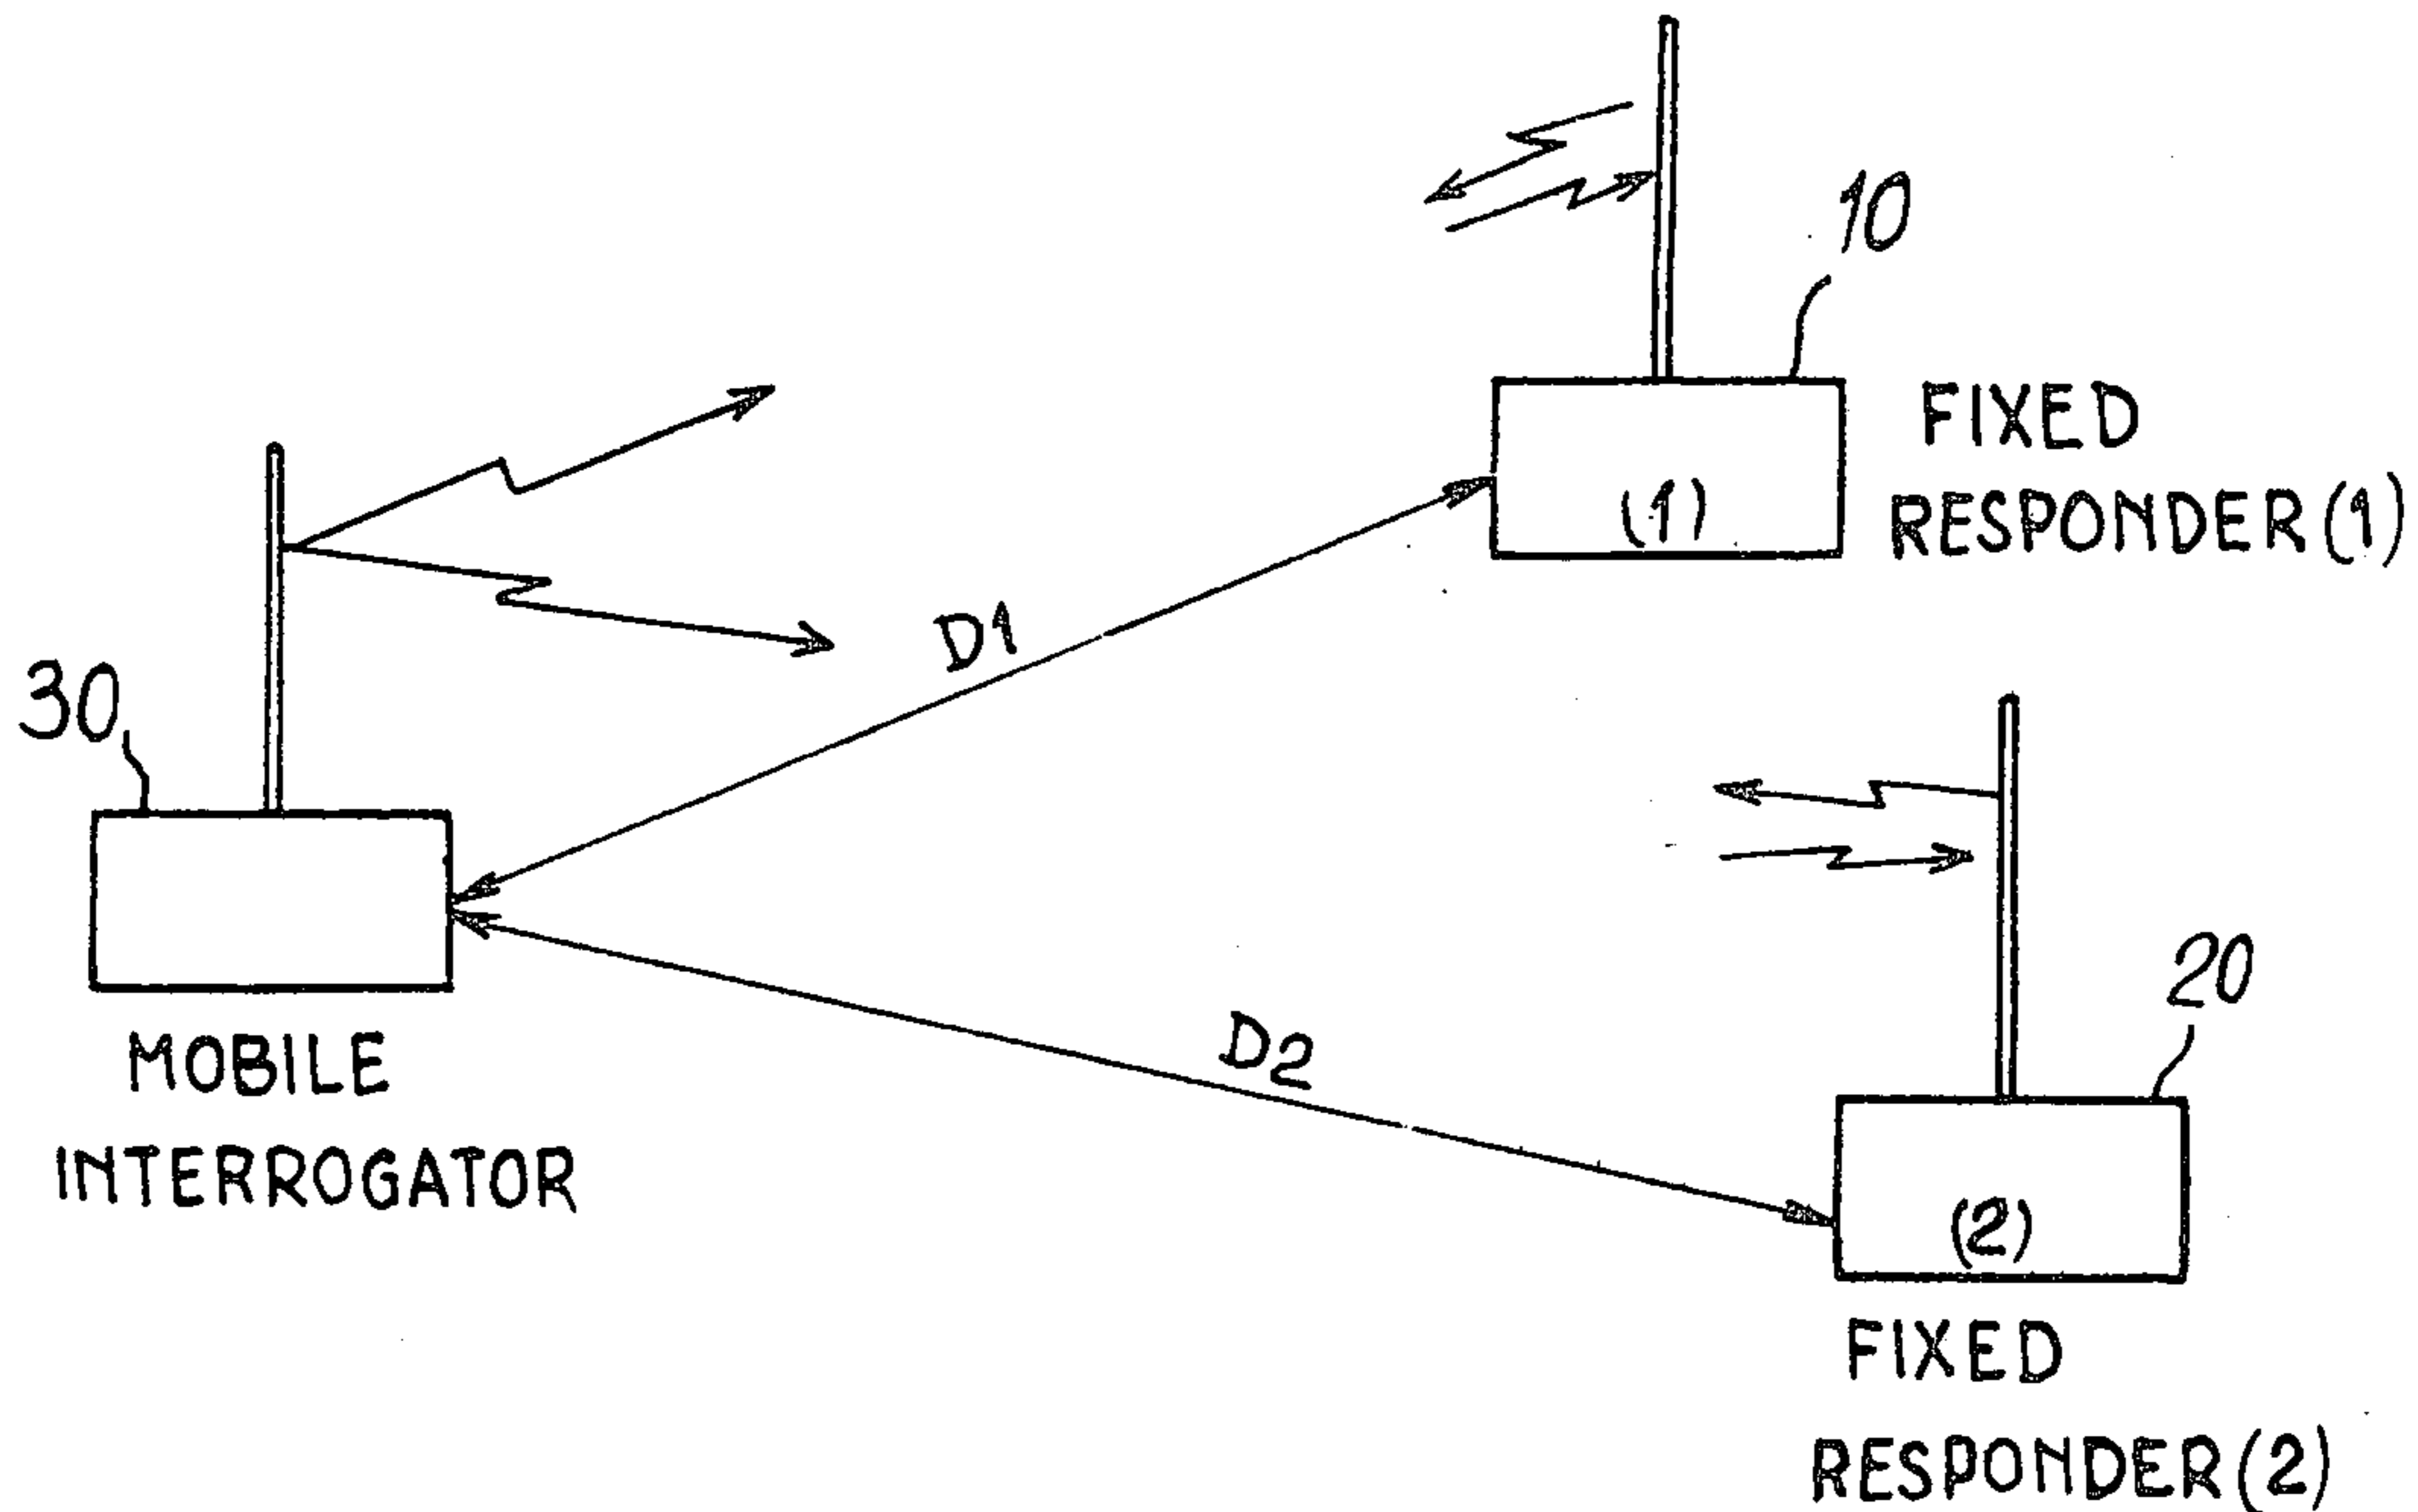 10
FIXED
(1)
RESPONDER(1)
D1
30
20
D2
MOBILE
INTERROGATOR
(2)
FIXED
RESPONDER(2)